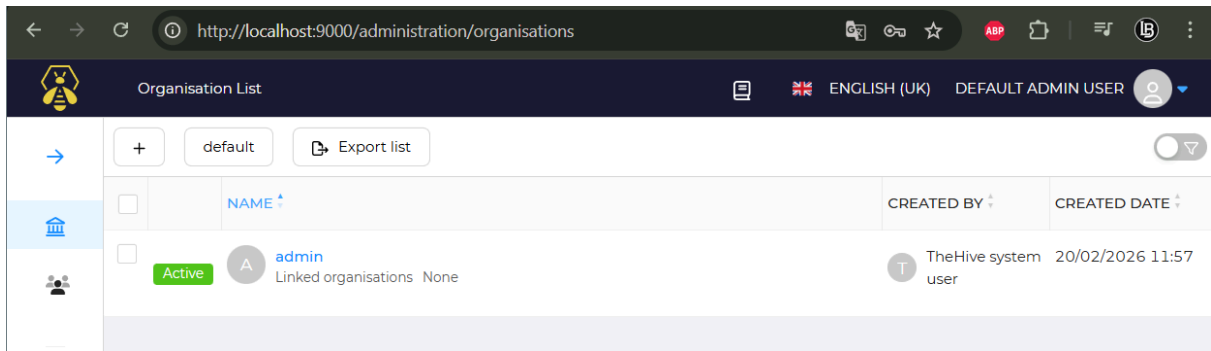 http://localhost:9000/administration/organisations
ABP
LB
Organisation List
ENGLISH (UK)
DEFAULT ADMIN USER
+ default Export list
NAME CREATED BY CREATED DATE
Active
A
admin
Linked organisations None
T
TheHive system user
20/02/2026 11:57